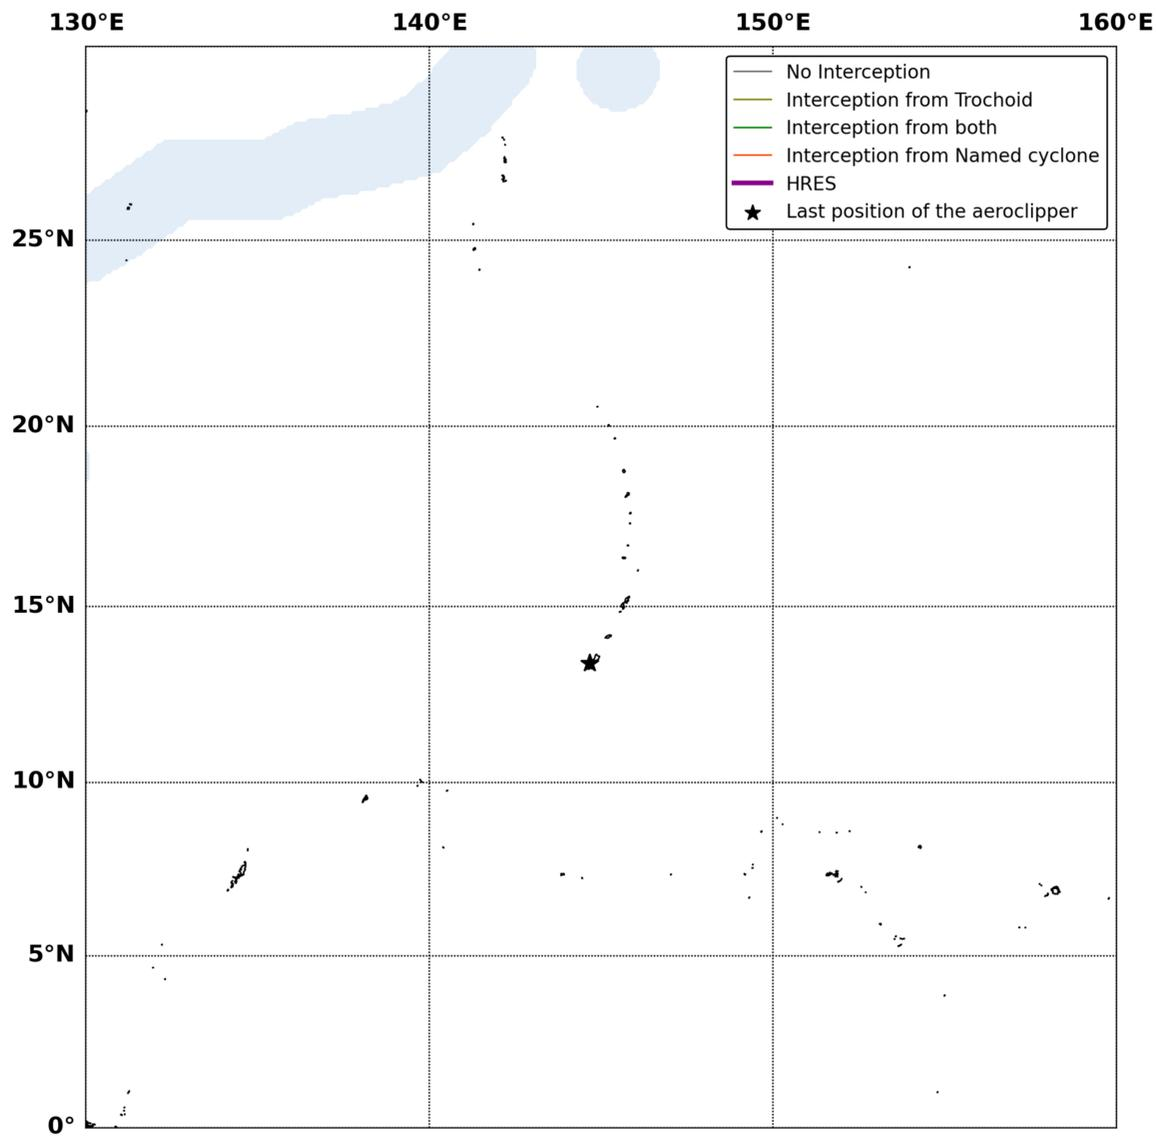 130°E 140°E 150°E 160°E
No Interception
Interception from Trochoid
Interception from both
Interception from Named cyclone
HRES
Last position of the aeroclipper
25°N
20°N
15°N
10°N
5°N
0°